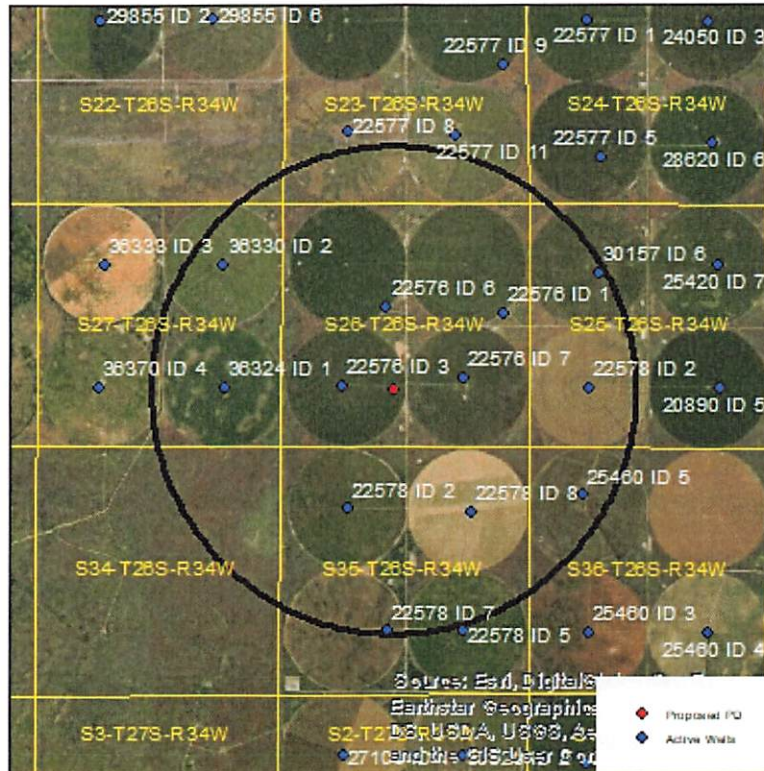 29855 ID 2
29855 ID 6
22577 ID 9
22577 ID 1
24050 ID 3
S22-T26S-R34W
S23-T26S-R34W
S24-T26S-R34W
22577 ID 8
22577 ID 11
22577 ID 5
28620 ID 6
36333 ID 3
36330 ID 2
30157 ID 6
25420 ID 7
22576 ID 6
22576 ID 1
S27-T26S-R34W
S26-T26S-R34W
S25-T26S-R34W
36370 ID 4
36324 ID 1
22576 ID 3
22576 ID 7
22578 ID 2
20890 ID 5
22578 ID 2
22578 ID 8
25460 ID 5
S34-T26S-R34W
S35-T26S-R34W
S36-T26S-R34W
22578 ID 7
22578 ID 5
25460 ID 3
25460 ID 4
Source: Esri,
Earthstar Geographics
S3-T27S-R34W
USDA, USGS,
and the GIS User
Proposed PD
Active Wells